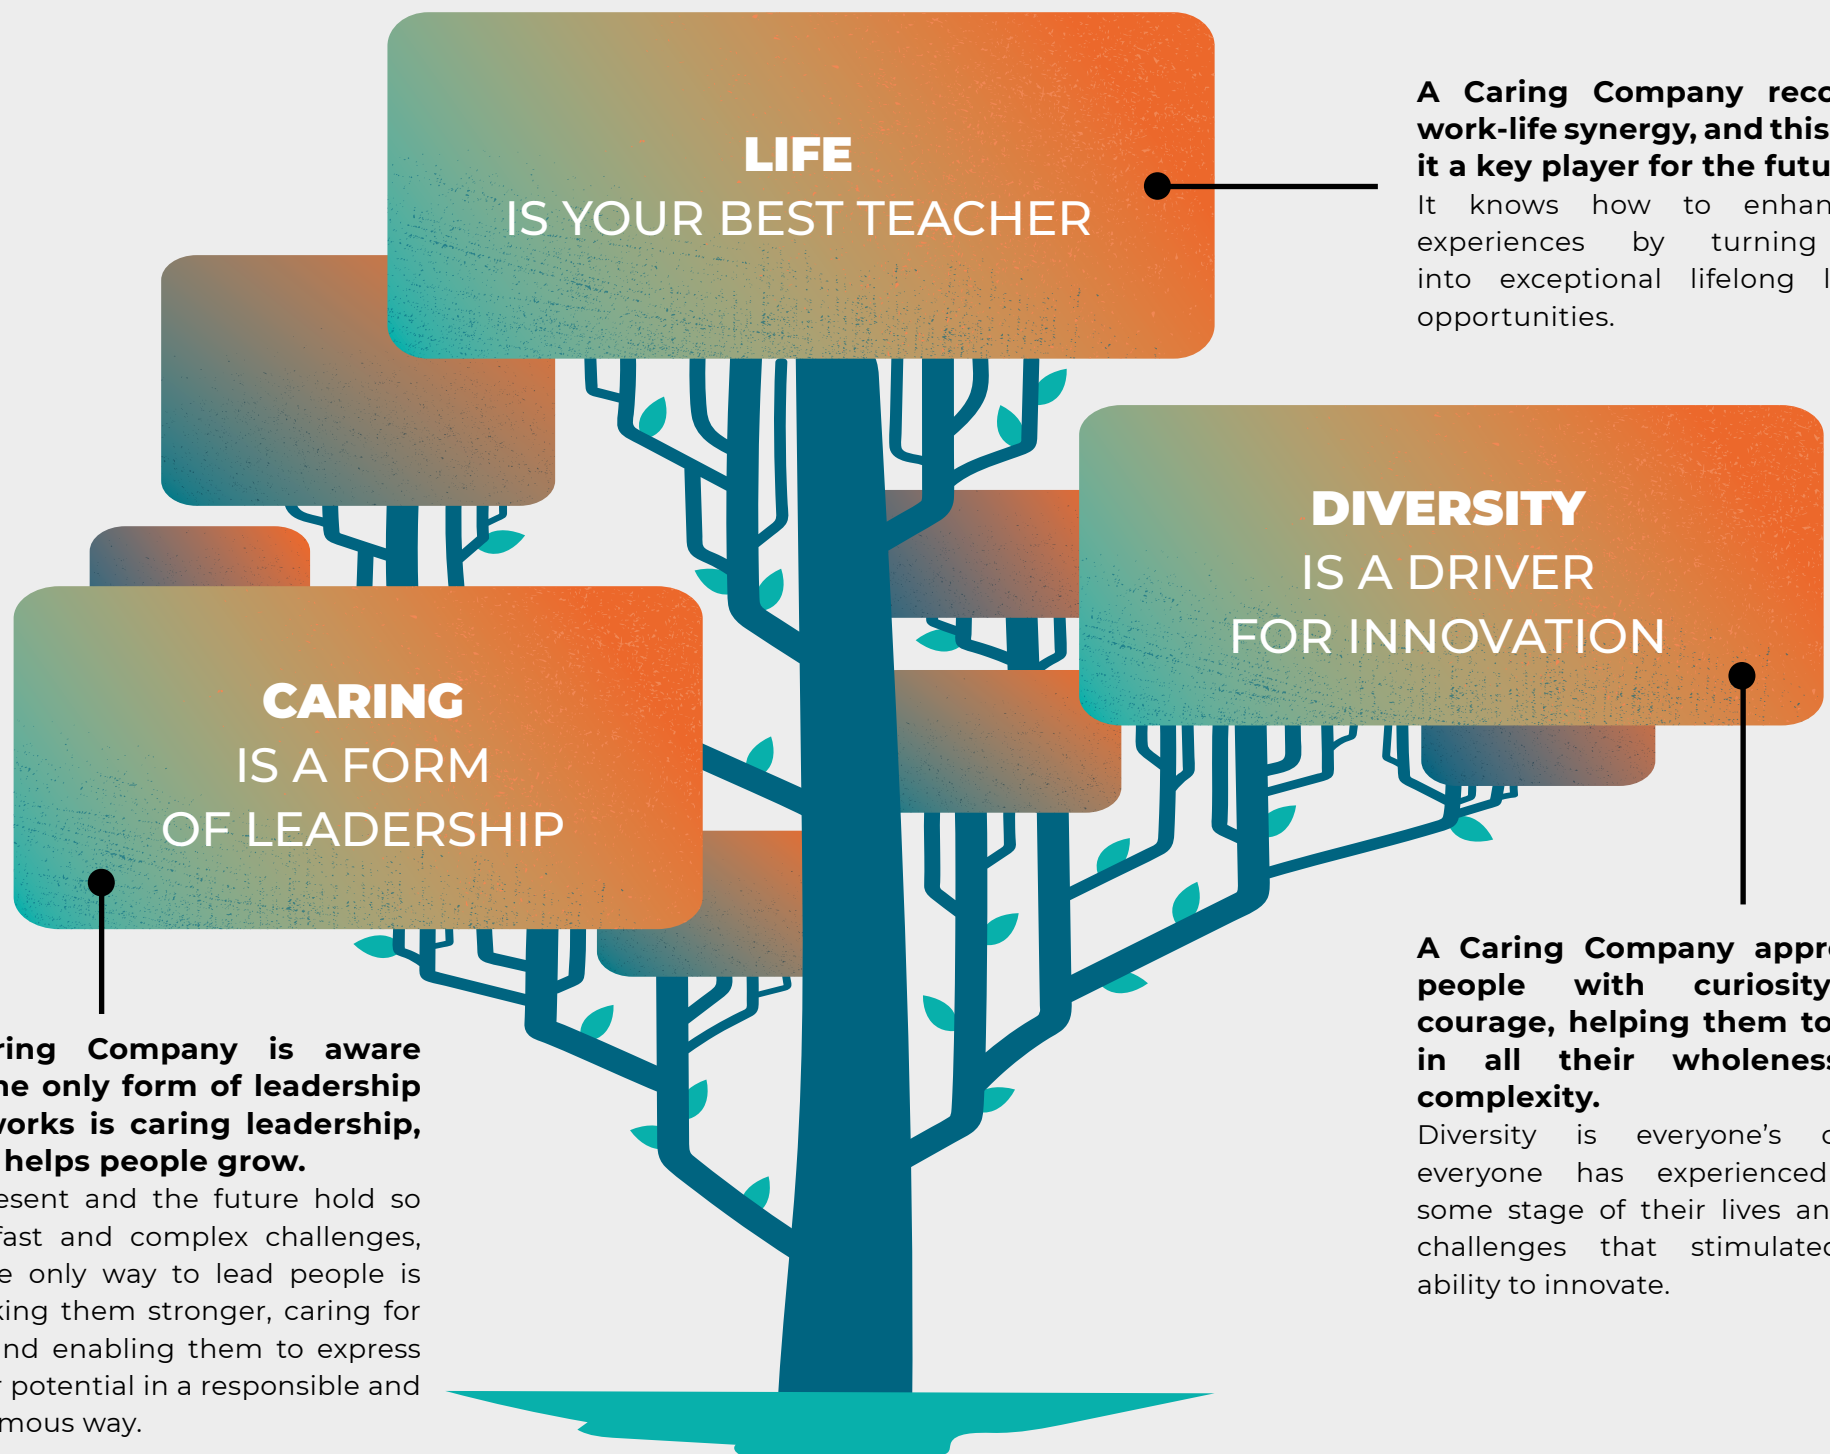 LIFE
IS YOUR BEST TEACHER
A Caring Company
work-life synergy, and this
it a key player for the
It knows how to
experiences by turning
into exceptional lifelong
opportunities.
DIVERSITY
IS A DRIVER
FOR INNOVATION
CARING
IS A FORM
OF LEADERSHIP
A Caring Company
people with curiosity
courage, helping them to
in all their wholeness
complexity.
Diversity is everyone’s
everyone has experienced
some stage of their lives
challenges that
ability to innovate.
Company is aware
only form of leadership
is caring leadership,
helps people grow.
and the future hold so
fast and complex challenges,
only way to lead people is
them stronger, caring for
enabling them to express
potential in a responsible and
way.